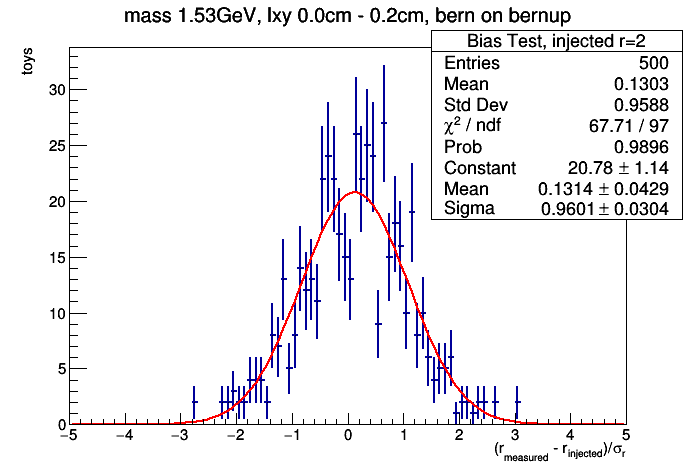 mass 1.53GeV, lxy 0.0cm - 0.2cm, bern on bernup
Bias Test, injected r=2
Entries 500
Mean 0.1303
Std Dev 0.9588
χ² / ndf 67.71 / 97
Prob 0.9896
Constant 20.78 ± 1.14
Mean 0.1314 ± 0.0429
Sigma 0.9601 ± 0.0304
toys
30
25
20
15
10
5
0
−5 −4 −3 −2 −1 0 1 2 3 4 5
(r_measured - r_injected)/σ_r